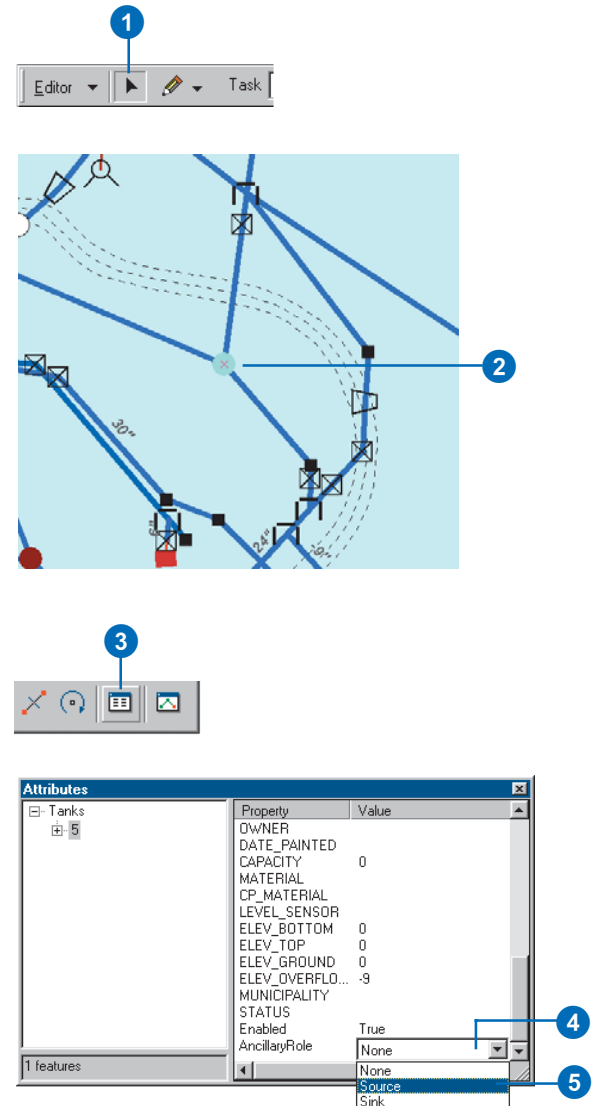 1
Editor
Task
30"
2
6"
24"
9"
3
Attributes
Tanks
5
Property Value
OWNER
DATE_PAINTED
CAPACITY 0
MATERIAL
CP_MATERIAL
LEVEL_SENSOR
ELEV_BOTTOM 0
ELEV_TOP 0
ELEV_GROUND 0
ELEV_OVERFLO... -9
MUNICIPALITY
STATUS
Enabled True
4
AncillaryRole None
1 features
None
Source
5
Sink